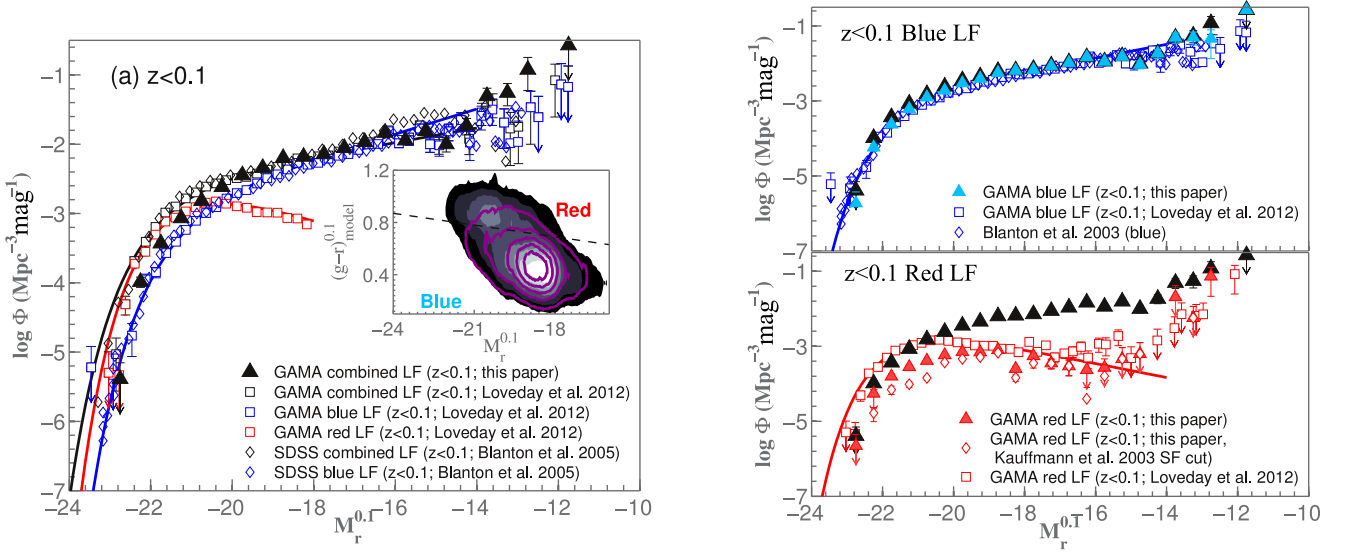 (a) z<0.1
log Φ (Mpc⁻³mag⁻¹)
−1
−2
−3
−4
−5
−6
−7
−24
−22
−20
−18
−16
−14
−12
−10
M_r^0.1
1.2
0.8
0.4
(g−r)^0.1_model
Red
Blue
−24
−21
−18
M_r^0.1
GAMA combined LF (z<0.1; this paper)
GAMA combined LF (z<0.1; Loveday et al. 2012)
GAMA blue LF (z<0.1; Loveday et al. 2012)
GAMA red LF (z<0.1; Loveday et al. 2012)
SDSS combined LF (z<0.1; Blanton et al. 2005)
SDSS blue LF (z<0.1; Blanton et al. 2005)
z<0.1 Blue LF
log Φ (Mpc⁻³mag⁻¹)
−1
−3
−5
−7
GAMA blue LF (z<0.1; this paper)
GAMA blue LF (z<0.1; Loveday et al. 2012)
Blanton et al. 2003 (blue)
z<0.1 Red LF
log Φ (Mpc⁻³mag⁻¹)
−1
−3
−5
−7
GAMA red LF (z<0.1; this paper)
GAMA red LF (z<0.1; this paper,
Kauffmann et al. 2003 SF cut)
GAMA red LF (z<0.1; Loveday et al. 2012)
−24
−22
−20
−18
−16
−14
−12
−10
M_r^0.1